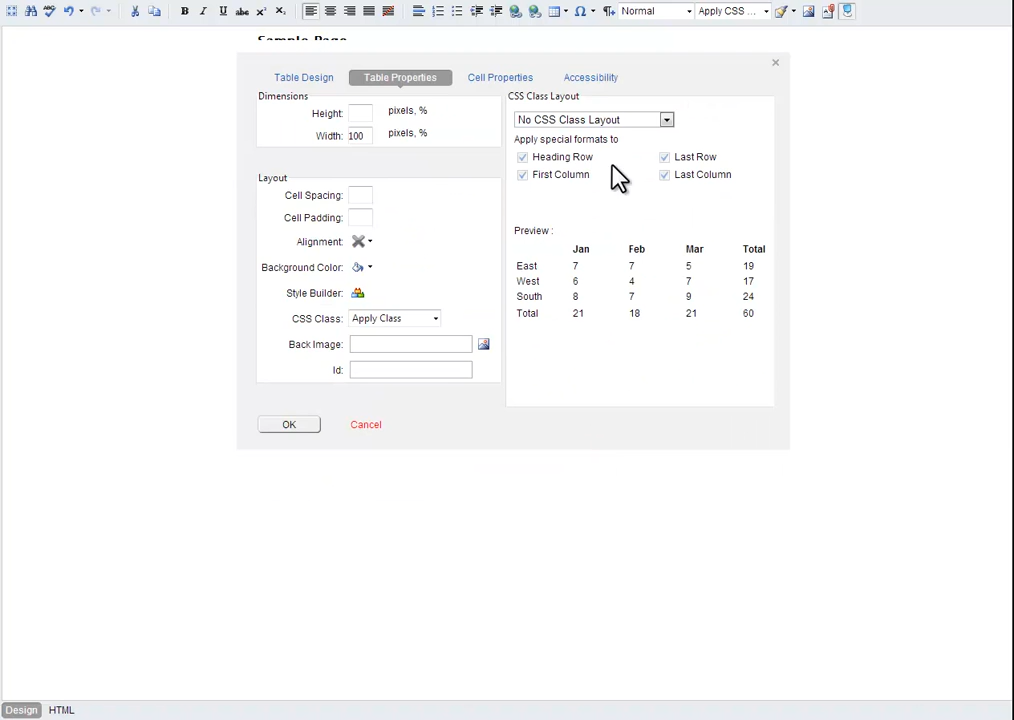 Normal Apply CSS ...
Sample Page
Table Design Table Properties Cell Properties Accessibility
Dimensions
Height: pixels, %
Width: 100 pixels, %
Layout
Cell Spacing:
Cell Padding:
Alignment:
Background Color:
Style Builder:
CSS Class: Apply Class
Back Image:
Id:
CSS Class Layout
No CSS Class Layout
Apply special formats to
Heading Row Last Row
First Column Last Column
Preview :
Jan Feb Mar Total
East 7 7 5 19
West 6 4 7 17
South 8 7 9 24
Total 21 18 21 60
OK Cancel
Design HTML